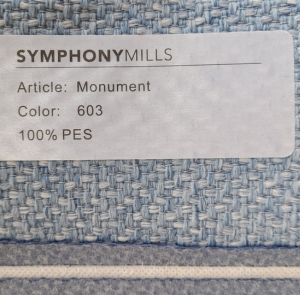 SYMPHONYMILLS
Article: Monument
Color: 603
100% PES